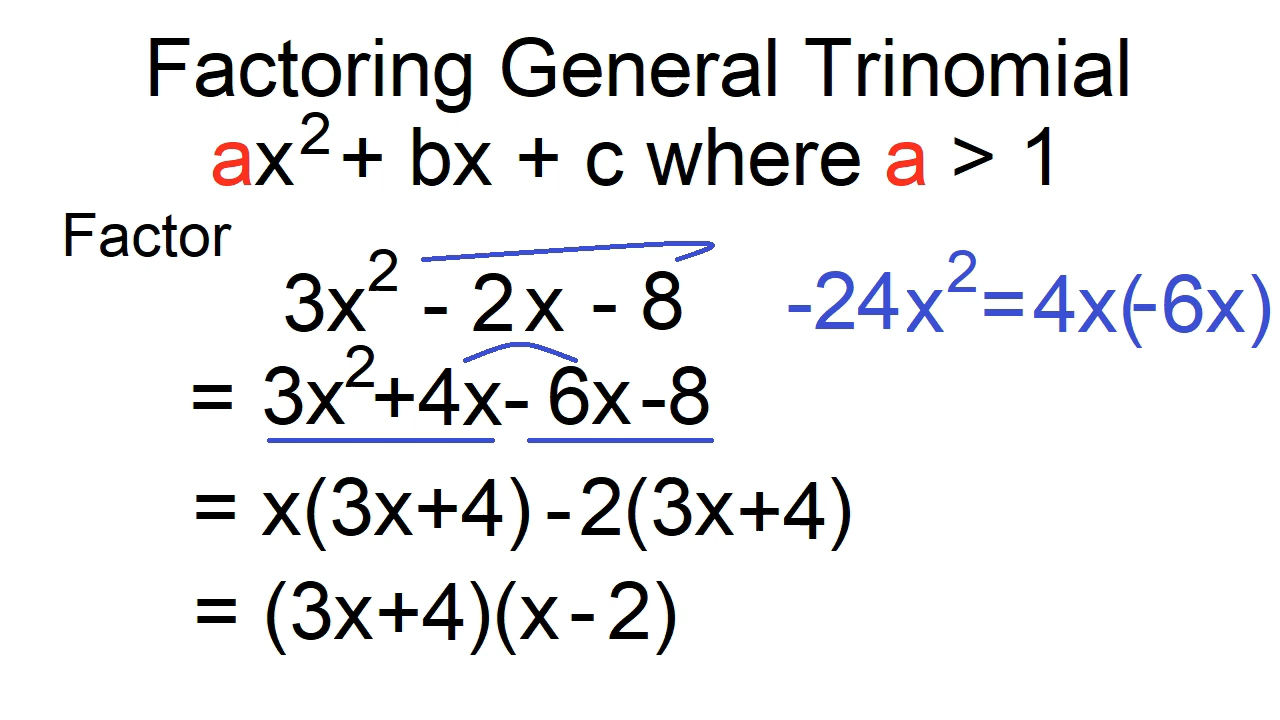 Factoring General Trinomial
ax² + bx + c where a > 1
Factor
3x² - 2x - 8 -24x²=4x(-6x)
= 3x²+4x- 6x-8
= x(3x+4)-2(3x+4)
= (3x+4)(x-2)